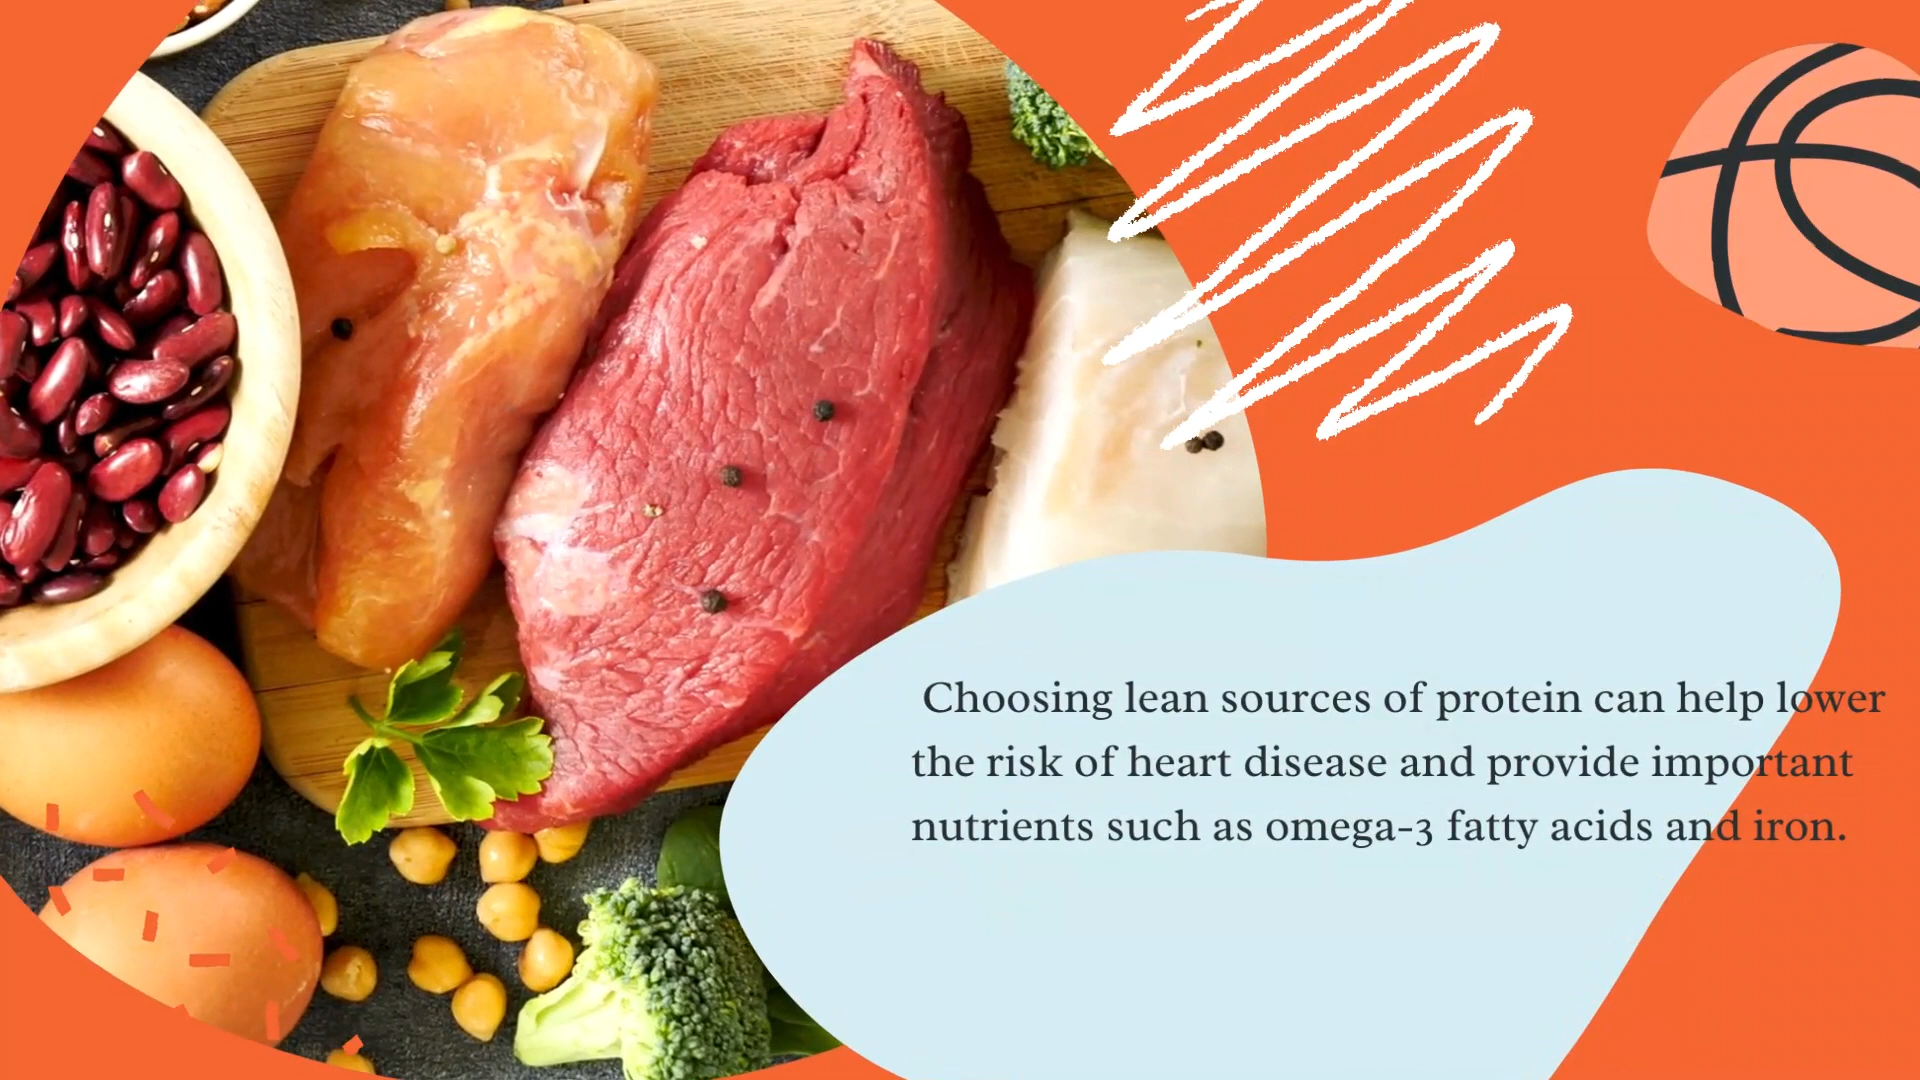 Choosing lean sources of protein can help lower
the risk of heart disease and provide important
nutrients such as omega-3 fatty acids and iron.